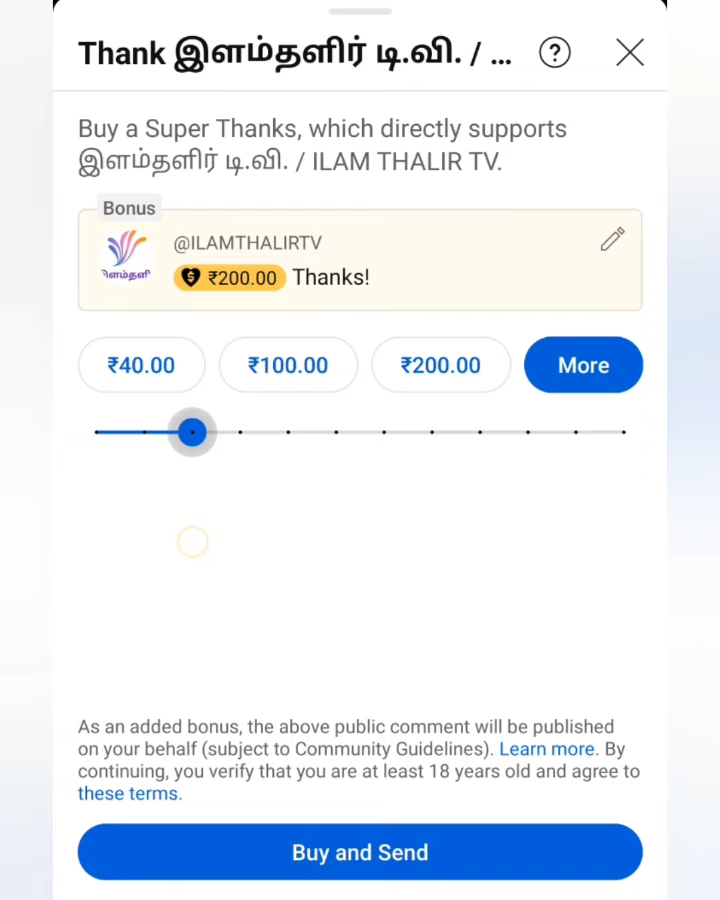 Thank இளம்தளிர் டி.வி. / ...
Buy a Super Thanks, which directly supports
இளம்தளிர் டி.வி. / ILAM THALIR TV.
Bonus
@ILAMTHALIRTV
₹200.00 Thanks!
₹40.00 ₹100.00 ₹200.00 More
As an added bonus, the above public comment will be published
on your behalf (subject to Community Guidelines). Learn more. By
continuing, you verify that you are at least 18 years old and agree to
these terms.
Buy and Send